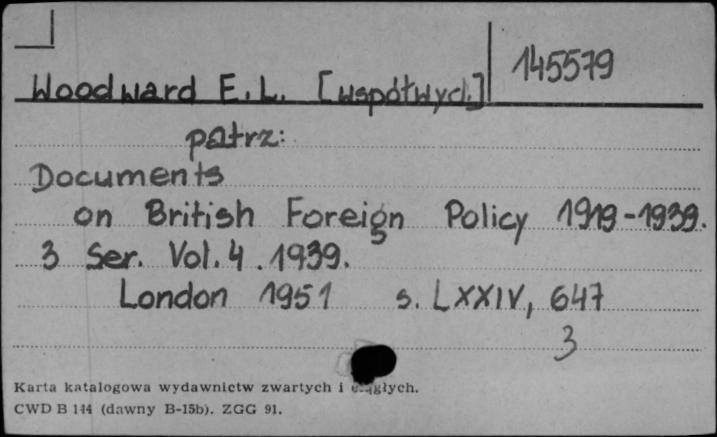 145579
Woodward E.L. [współwyd.]
patrz:
Documents
on British Foreign Policy 1919-1939.
3 Ser. Vol. 4. 1939.
London 1951 s. LXXIV, 647
3
Karta katalogowa wydawnictw zwartych i ciągłych.
CWD B 144 (dawny B-15b). ZGG 91.